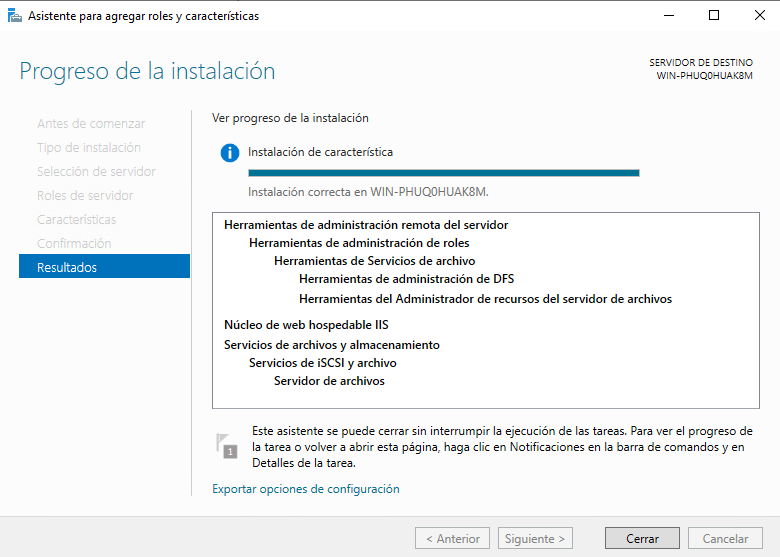 Asistente para agregar roles y características
Progreso de la instalación
SERVIDOR DE DESTINO
WIN-PHUQ0HUAK8M
Antes de comenzar
Tipo de instalación
Selección de servidor
Roles de servidor
Características
Confirmación
Resultados
Ver progreso de la instalación
Instalación de característica
Instalación correcta en WIN-PHUQ0HUAK8M.
Herramientas de administración remota del servidor
Herramientas de administración de roles
Herramientas de Servicios de archivo
Herramientas de administración de DFS
Herramientas del Administrador de recursos del servidor de archivos
Núcleo de web hospedable IIS
Servicios de archivos y almacenamiento
Servicios de iSCSI y archivo
Servidor de archivos
1
Este asistente se puede cerrar sin interrumpir la ejecución de las tareas. Para ver el progreso de
la tarea o volver a abrir esta página, haga clic en Notificaciones en la barra de comandos y en
Detalles de la tarea.
Exportar opciones de configuración
< Anterior
Siguiente >
Cerrar
Cancelar